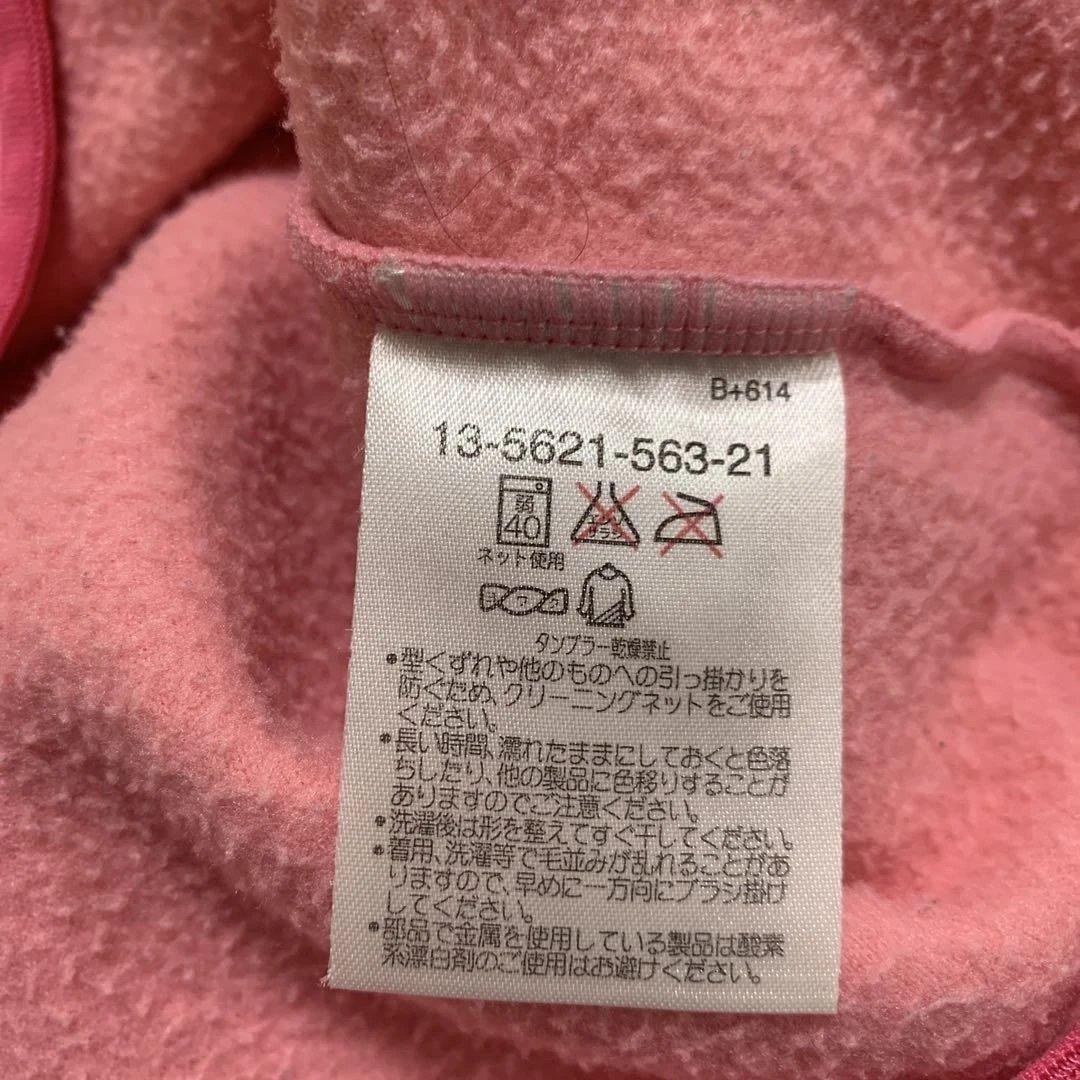 B+614
13-5621-563-21
弱
40
エンソ
サラシ
ネット使用
ヨワク
タンブラー乾燥禁止
•型くずれや他のものへの引っ掛かりを
防ぐため、クリーニングネットをご使用
ください。
•長い時間、濡れたままにしておくと色落
ちしたり、他の製品に色移りすることが
ありますのでご注意ください。
•洗濯後は形を整えてすぐ干してください。
•着用、洗濯等で毛並みが乱れることがあ
りますので、早めに一方向にブラシ掛け
してください。
•部品で金属を使用している製品は酸素
系漂白剤のご使用はお避けください。